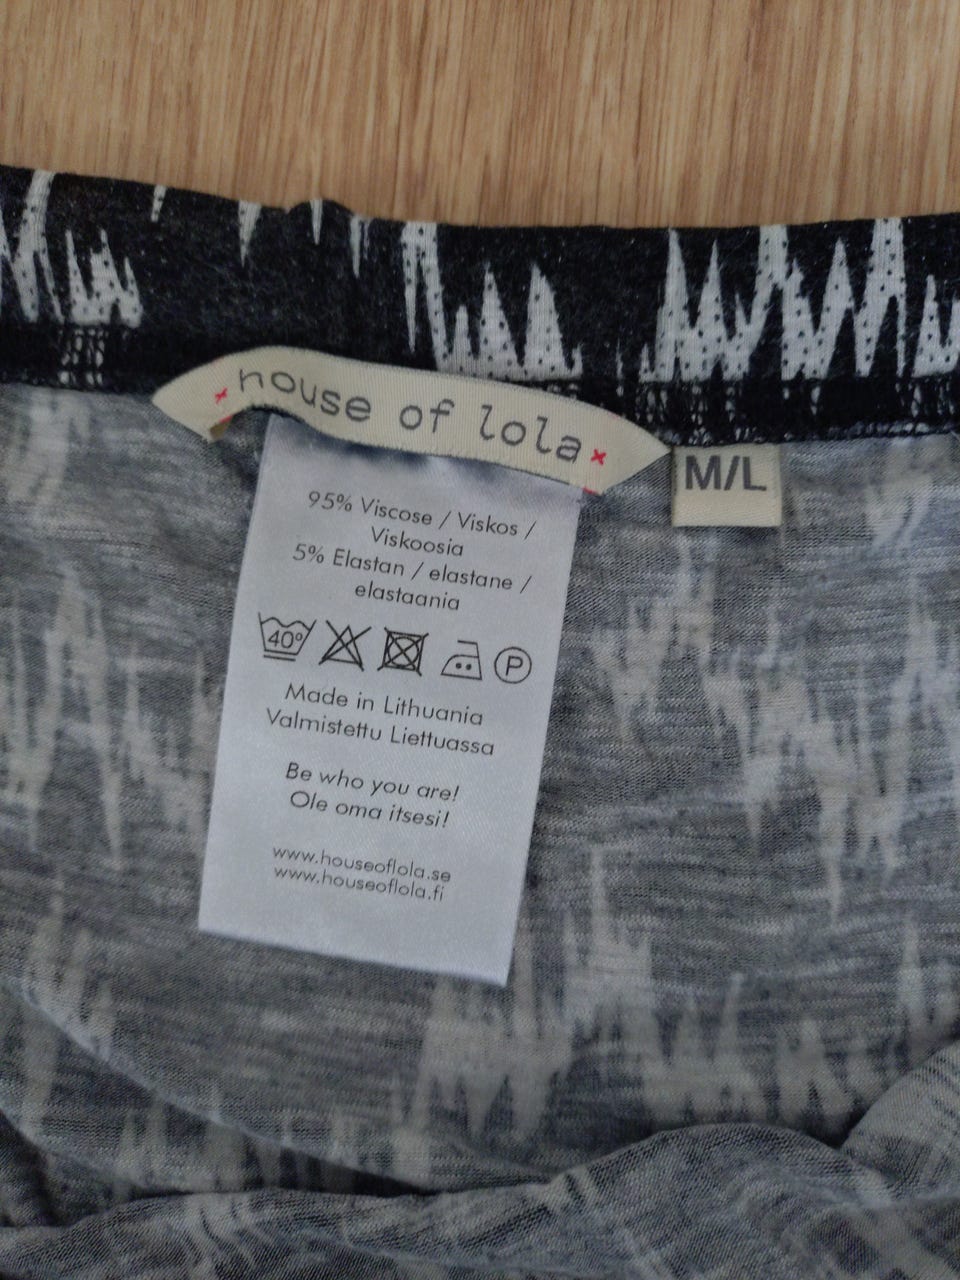 house of lola
M/L
95% Viscose / Viskos /
Viskoosia
5% Elastan / elastane /
elastaania
40°
P
Made in Lithuania
Valmistettu Liettuassa
Be who you are!
Ole oma itsesi!
www.houseoflola.se
www.houseoflola.fi